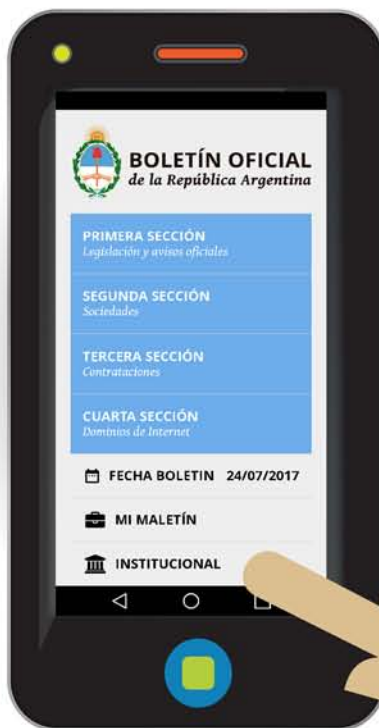 BOLETÍN OFICIAL
de la República Argentina
PRIMERA SECCIÓN
Legislación y avisos oficiales
SEGUNDA SECCIÓN
Sociedades
TERCERA SECCIÓN
Contrataciones
CUARTA SECCIÓN
Dominios de Internet
FECHA BOLETIN 24/07/2017
MI MALETÍN
INSTITUCIONAL